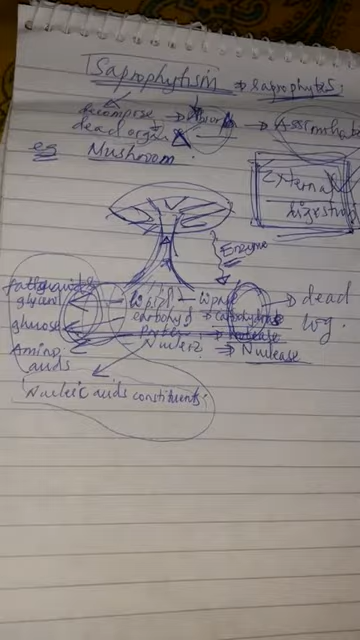 Saprophytism → Saprophytes:
decompose → absorb → Assimilate
dead organic
eg Mushroom.
External
digestion
Enzyme
fatty acids
glycerol
Lipid — Lipase
→ dead
log.
glucose
carbohyd → carbohydrase
Protein
Amino
acids
Nucleic → Nuclease
Nucleic acids constituents